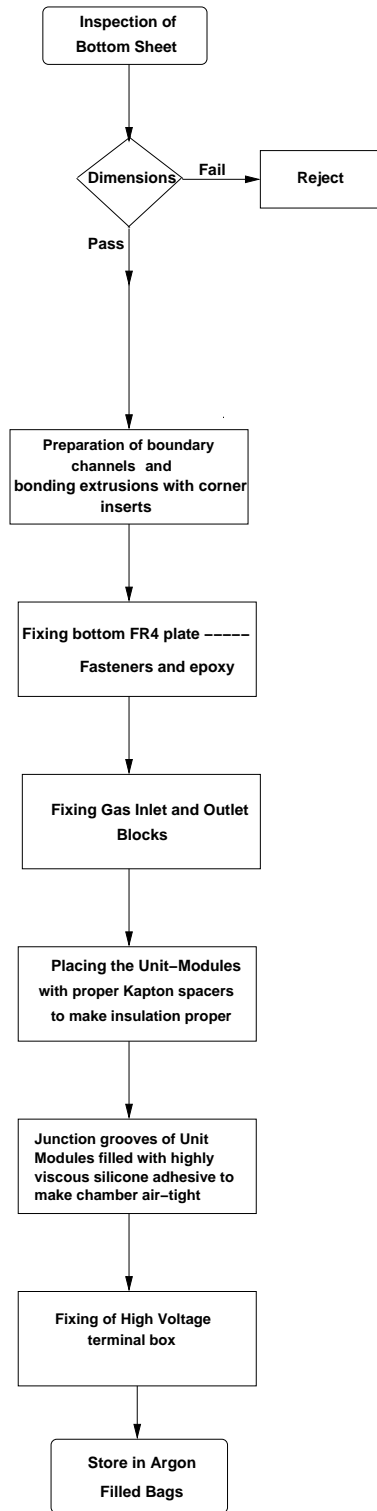 Inspection of
Bottom Sheet
Dimensions
Fail
Reject
Pass
Preparation of boundary
channels and
bonding extrusions with corner
inserts
Fixing bottom FR4 plate −−−−−
Fasteners and epoxy
Fixing Gas Inlet and Outlet
Blocks
Placing the Unit−Modules
with proper Kapton spacers
to make insulation proper
Junction grooves of Unit
Modules filled with highly
viscous silicone adhesive to
make chamber air−tight
Fixing of High Voltage
terminal box
Store in Argon
Filled Bags